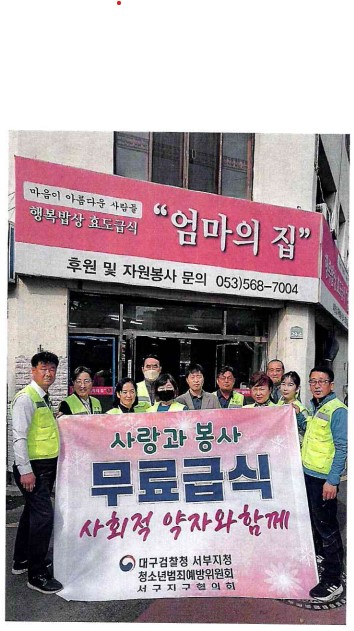 마음이 아름다운 사람들
행복밥상 효도급식
“엄마의 집”
후원 및 자원봉사 문의 053)568-7004
사랑과 봉사
무료급식
사회적 약자와함께
대구검찰청 서부지청
청소년범죄예방위원회
서구지구협의회